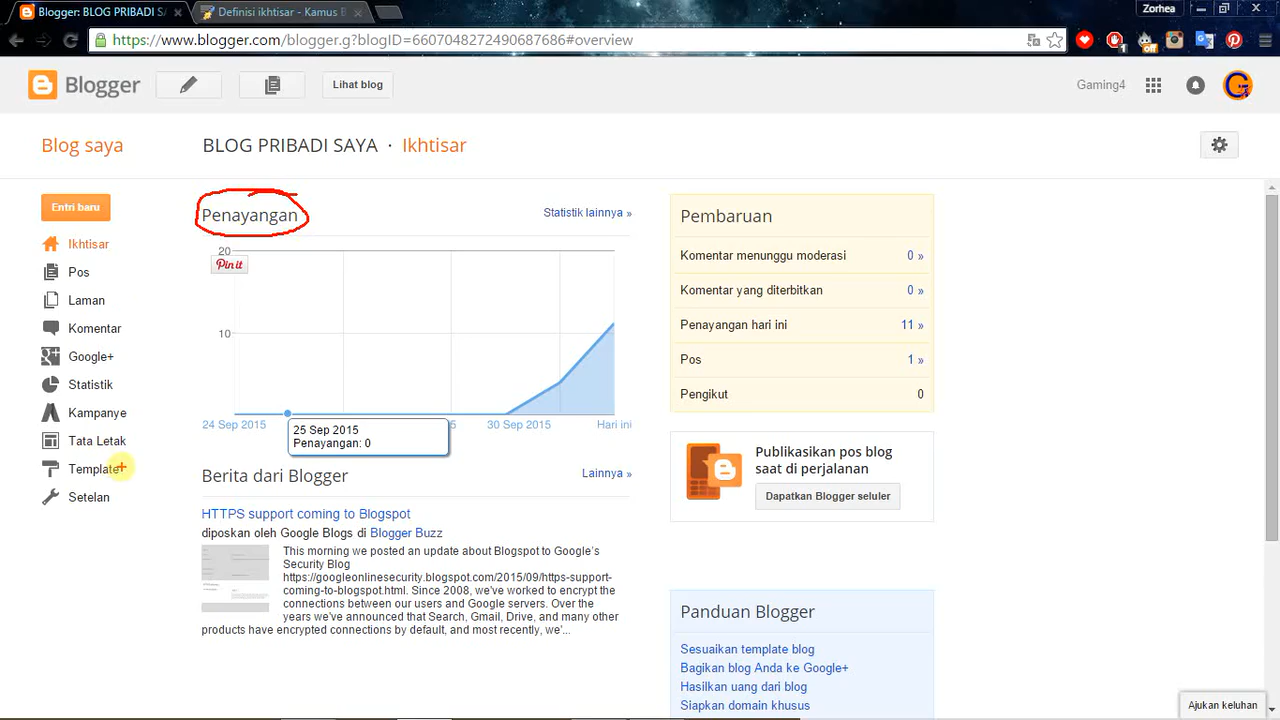 Blogger: BLOG PRIBADI SA
Definisi ikhtisar - Kamus B
Zorhea
https://www.blogger.com/blogger.g?blogID=6607048272490687686#overview
Blogger
Lihat blog
Gaming4
Blog saya
BLOG PRIBADI SAYA · Ikhtisar
Entri baru
Ikhtisar
Pos
Laman
Komentar
Google+
Statistik
Kampanye
Tata Letak
Template
Setelan
Penayangan
Statistik lainnya »
20
Pin it
10
24 Sep 2015
30 Sep 2015
Hari ini
25 Sep 2015
Penayangan: 0
Berita dari Blogger
Lainnya »
HTTPS support coming to Blogspot
diposkan oleh Google Blogs di Blogger Buzz
This morning we posted an update about Blogspot to Google's
Security Blog
https://googleonlinesecurity.blogspot.com/2015/09/https-support-
coming-to-blogspot.html. Since 2008, we've worked to encrypt the
connections between our users and Google servers. Over the
years we've announced that Search, Gmail, Drive, and many other
products have encrypted connections by default, and most recently, we'...
Pembaruan
Komentar menunggu moderasi 0 »
Komentar yang diterbitkan 0 »
Penayangan hari ini 11 »
Pos 1 »
Pengikut 0
Publikasikan pos blog
saat di perjalanan
Dapatkan Blogger seluler
Panduan Blogger
Sesuaikan template blog
Bagikan blog Anda ke Google+
Hasilkan uang dari blog
Siapkan domain khusus
Ajukan keluhan